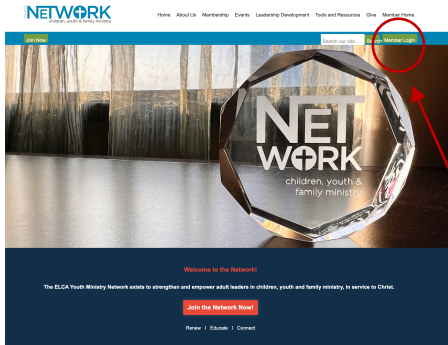 THE NETWORK
children, youth & family ministry
Home About Us Membership Events Leadership Development Tools and Resources Give Member Home
Join Now
Search our site... Search Member Login
NET
WORK
children, youth &
family ministry
Welcome to the Network!
The ELCA Youth Ministry Network exists to strengthen and empower adult leaders in children, youth and family ministry, in service to Christ.
Join the Network Now!
Renew | Educate | Connect